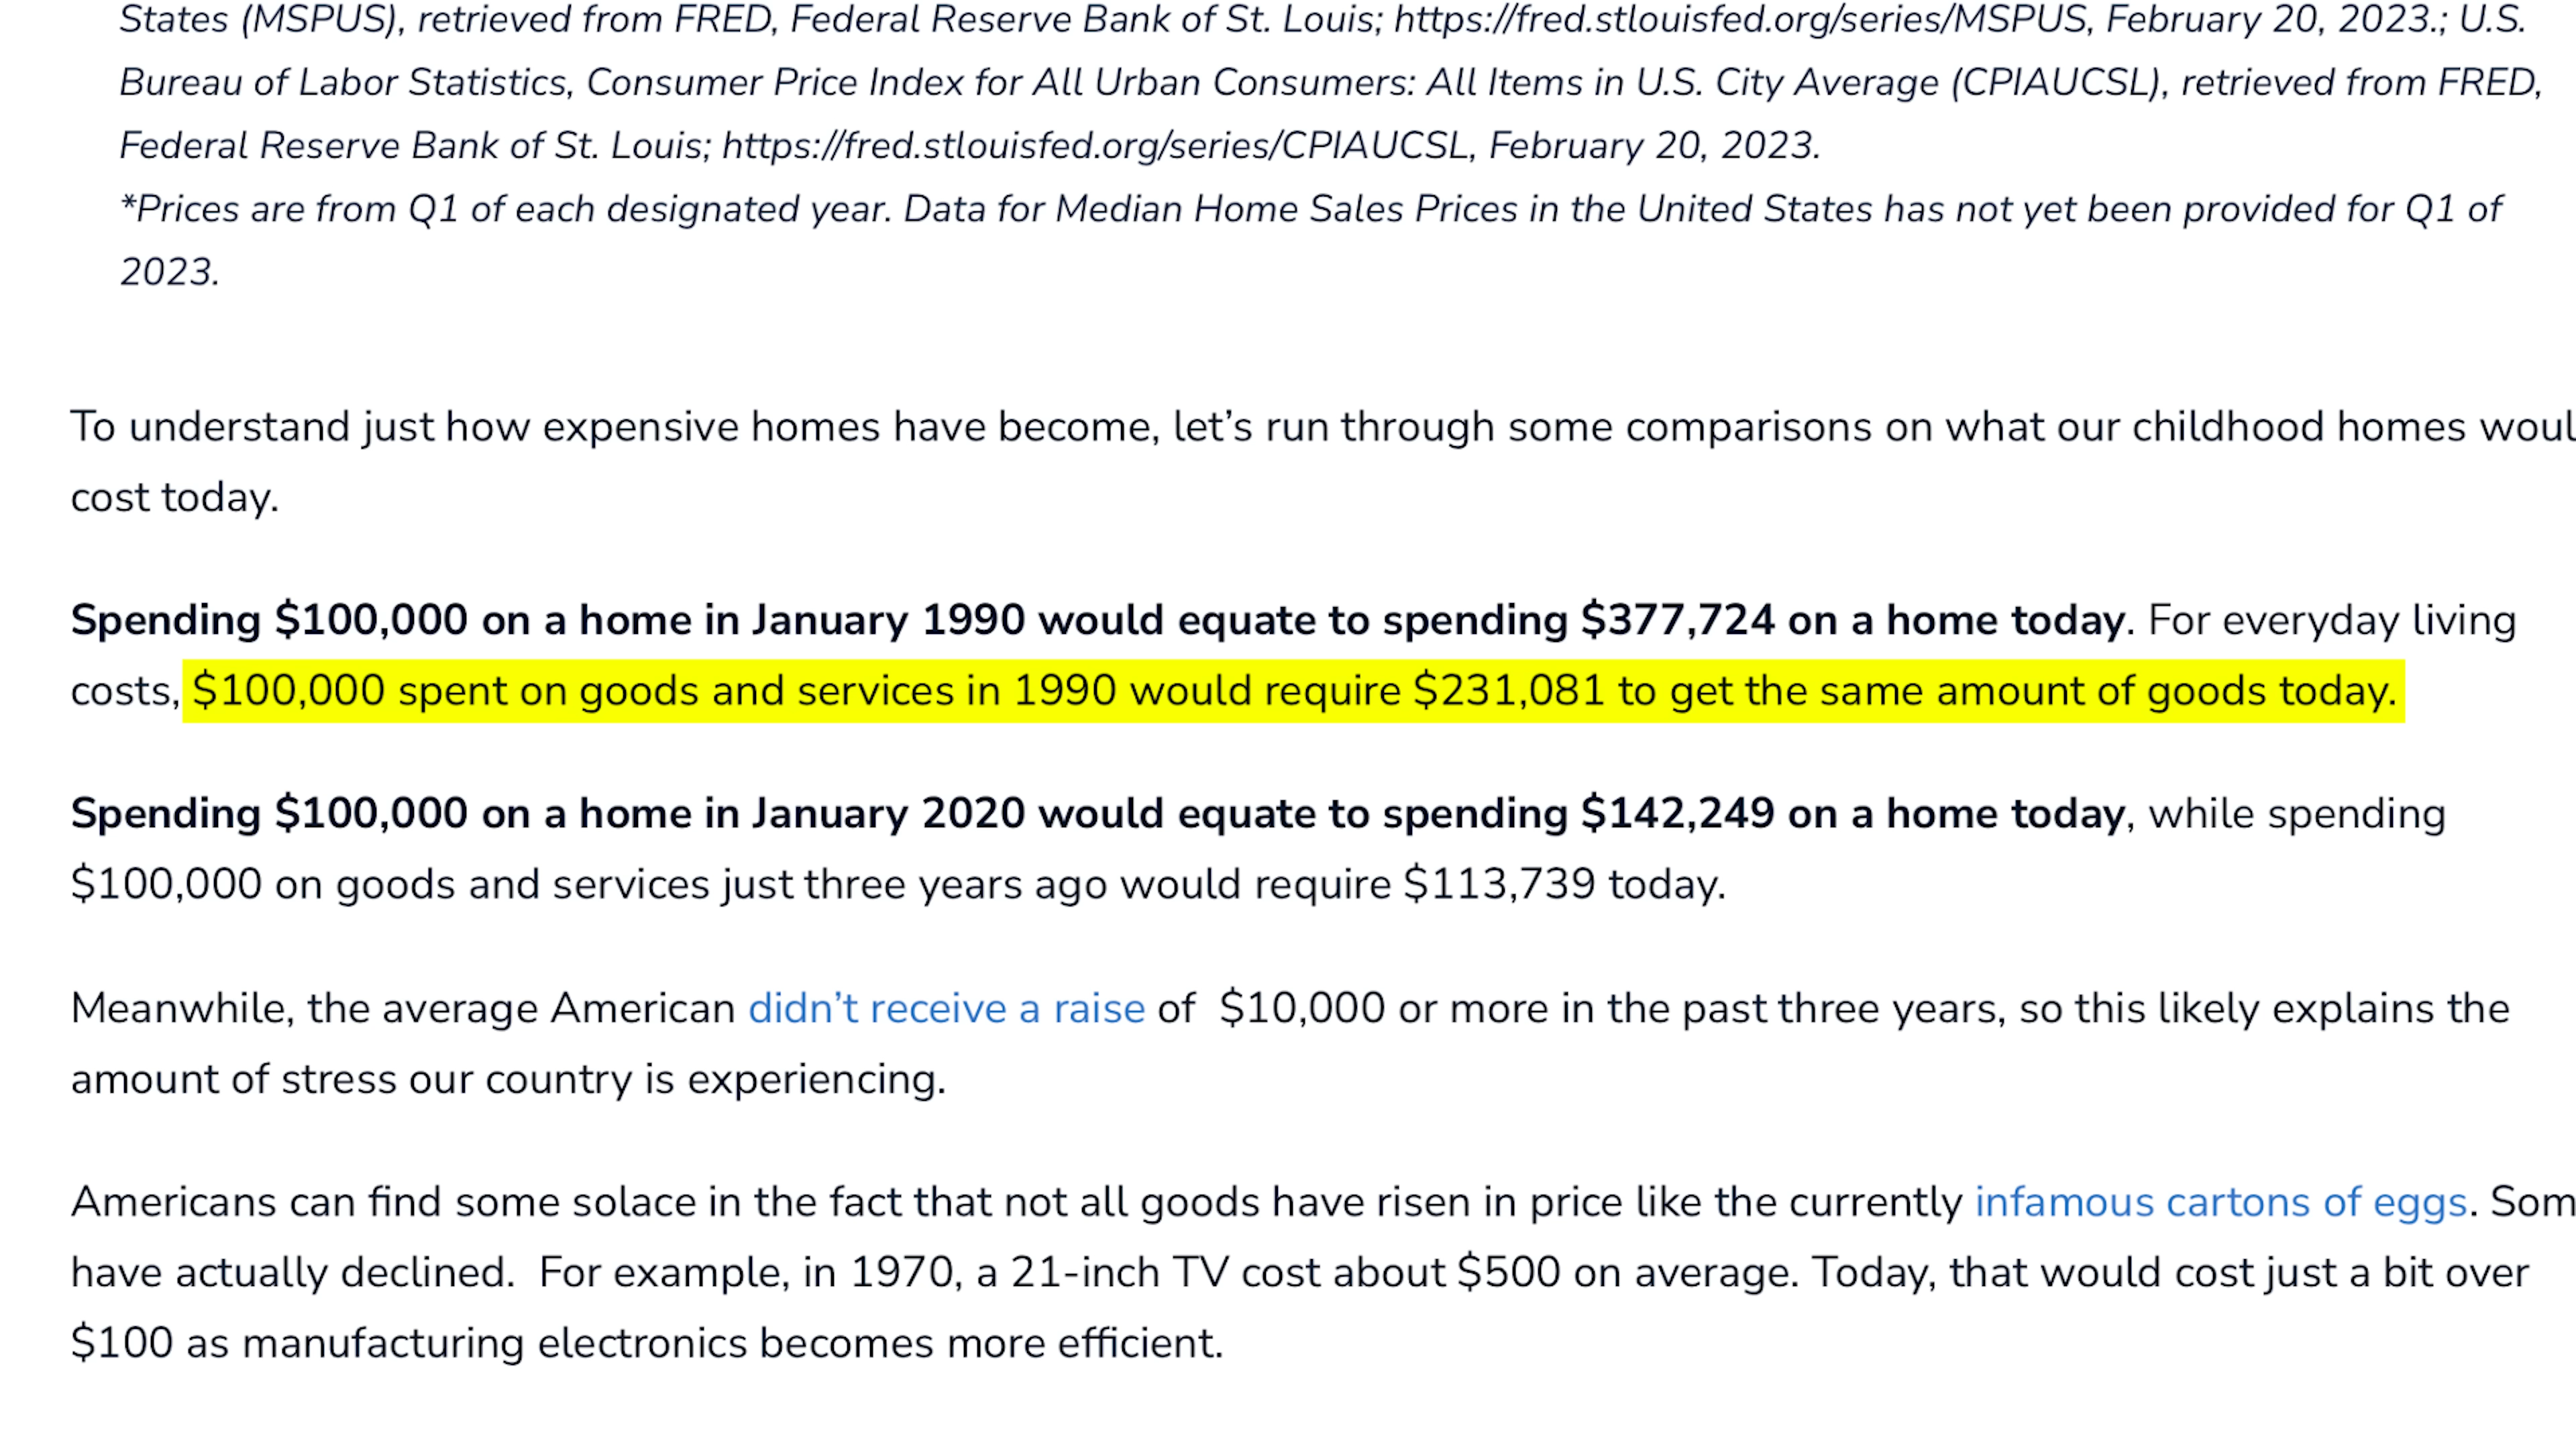 States (MSPUS), retrieved from FRED, Federal Reserve Bank of St. Louis; https://fred.stlouisfed.org/series/MSPUS, February 20, 2023.; U.S.
Bureau of Labor Statistics, Consumer Price Index for All Urban Consumers: All Items in U.S. City Average (CPIAUCSL), retrieved from FRED,
Federal Reserve Bank of St. Louis; https://fred.stlouisfed.org/series/CPIAUCSL, February 20, 2023.
*Prices are from Q1 of each designated year. Data for Median Home Sales Prices in the United States has not yet been provided for Q1 of
2023.
To understand just how expensive homes have become, let’s run through some comparisons on what our childhood homes woul
cost today.
Spending $100,000 on a home in January 1990 would equate to spending $377,724 on a home today. For everyday living
costs, $100,000 spent on goods and services in 1990 would require $231,081 to get the same amount of goods today.
Spending $100,000 on a home in January 2020 would equate to spending $142,249 on a home today, while spending
$100,000 on goods and services just three years ago would require $113,739 today.
Meanwhile, the average American didn’t receive a raise of  $10,000 or more in the past three years, so this likely explains the
amount of stress our country is experiencing.
Americans can find some solace in the fact that not all goods have risen in price like the currently infamous cartons of eggs. Som
have actually declined.  For example, in 1970, a 21-inch TV cost about $500 on average. Today, that would cost just a bit over
$100 as manufacturing electronics becomes more efficient.